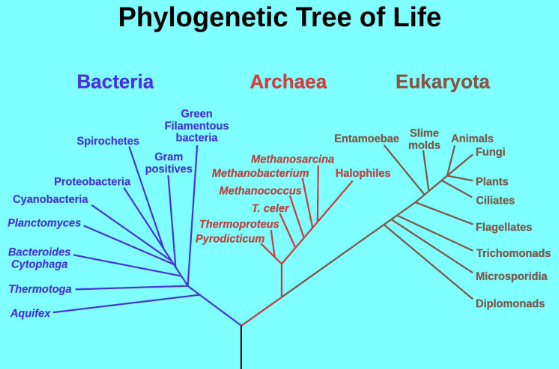 Phylogenetic Tree of Life
Bacteria
Archaea
Eukaryota
Green
Filamentous
bacteria
Spirochetes
Gram
positives
Proteobacteria
Cyanobacteria
Planctomyces
Bacteroides
Cytophaga
Thermotoga
Aquifex
Methanosarcina
Methanobacterium
Halophiles
Methanococcus
T. celer
Thermoproteus
Pyrodicticum
Entamoebae
Slime
molds
Animals
Fungi
Plants
Ciliates
Flagellates
Trichomonads
Microsporidia
Diplomonads